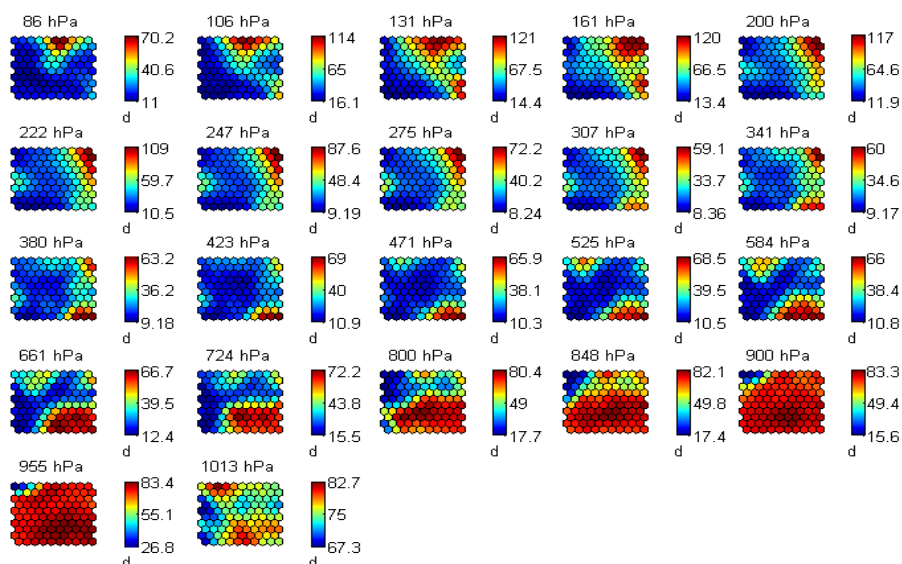 86 hPa 106 hPa 131 hPa 161 hPa 200 hPa
70.2 114 121 120 117
40.6 65 67.5 66.5 64.6
11 16.1 14.4 13.4 11.9
d d d d d
222 hPa 247 hPa 275 hPa 307 hPa 341 hPa
109 87.6 72.2 59.1 60
59.7 48.4 40.2 33.7 34.6
10.5 9.19 8.24 8.36 9.17
d d d d d
380 hPa 423 hPa 471 hPa 525 hPa 584 hPa
63.2 69 65.9 68.5 66
36.2 40 38.1 39.5 38.4
9.18 10.9 10.3 10.5 10.8
d d d d d
661 hPa 724 hPa 800 hPa 848 hPa 900 hPa
66.7 72.2 80.4 82.1 83.3
39.5 43.8 49 49.8 49.4
12.4 15.5 17.7 17.4 15.6
d d d d d
955 hPa 1013 hPa
83.4 82.7
55.1 75
26.8 67.3
d d